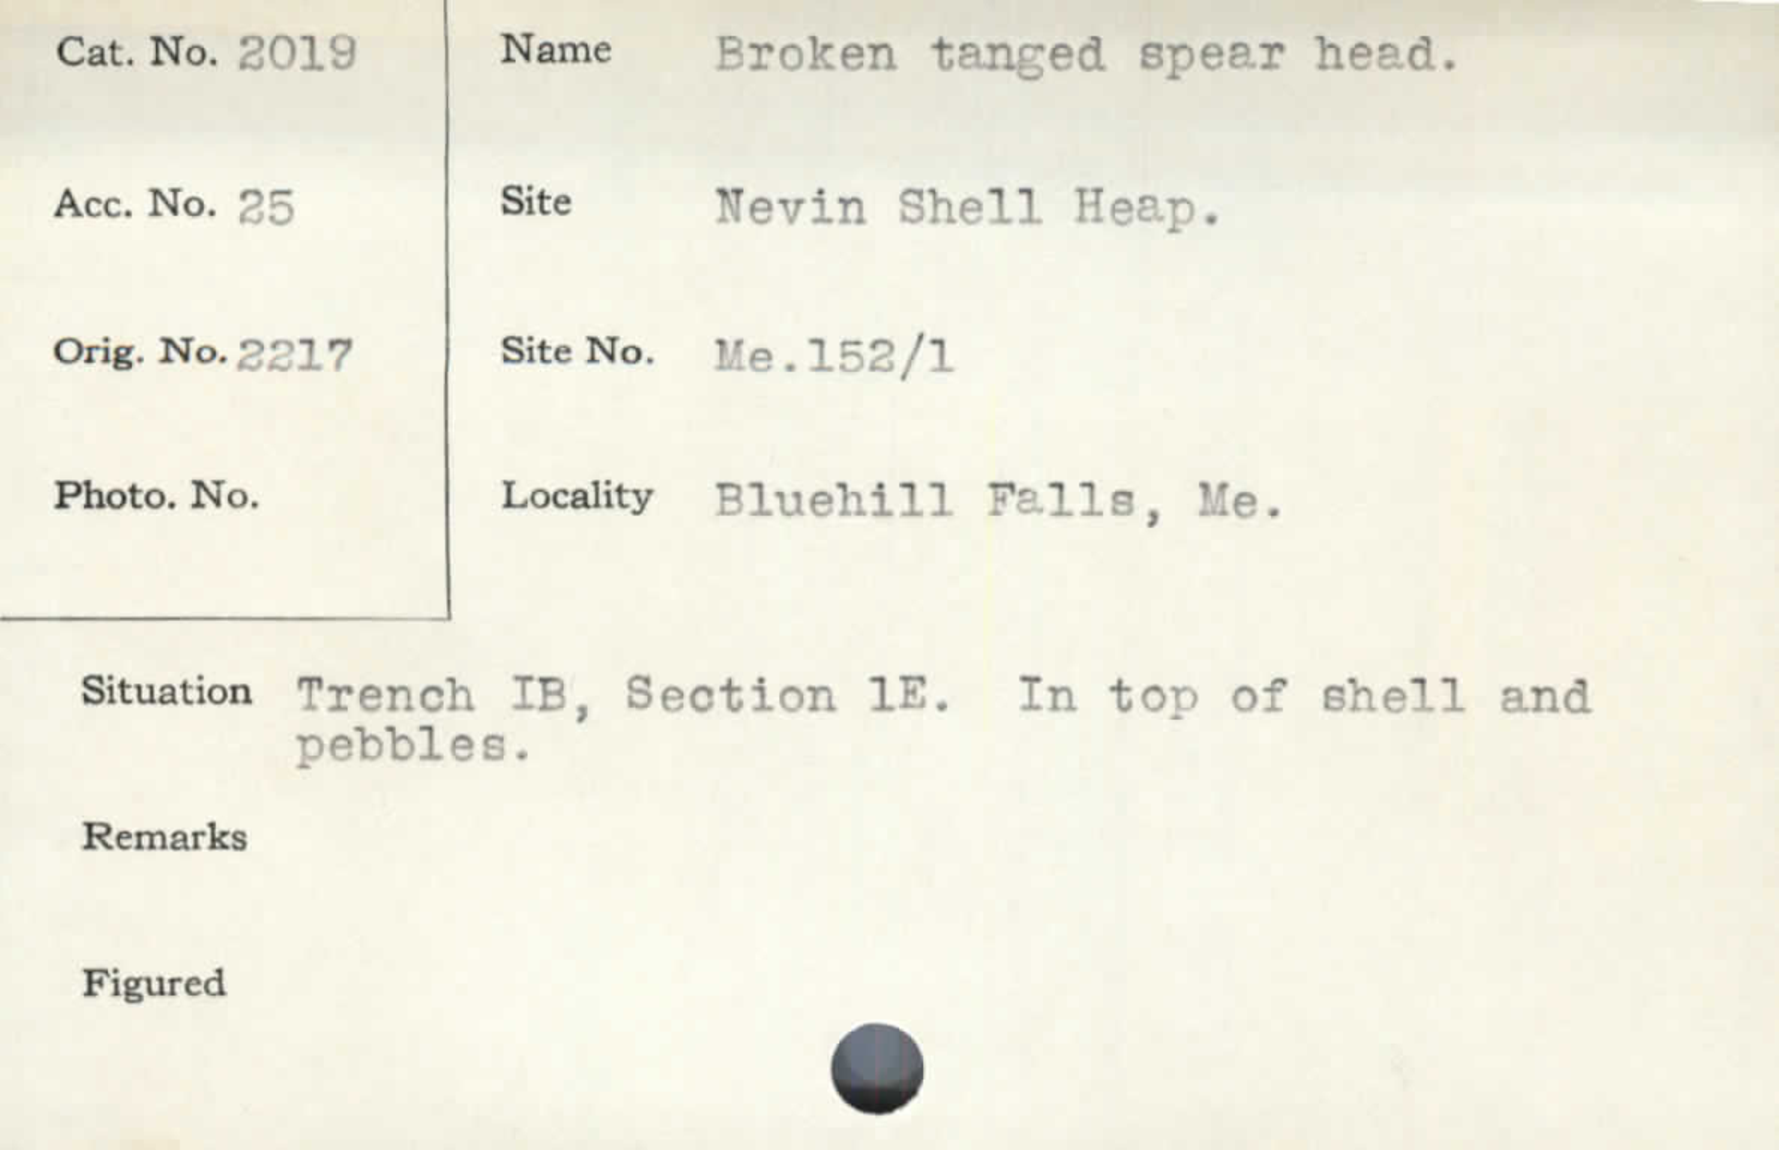 Cat. No. 2019
Name Broken tanged spear head.
Acc. No. 25
Site Nevin Shell Heap.
Orig. No. 2217
Site No. Me.152/1
Photo. No.
Locality Bluehill Falls, Me.
Situation Trench IB, Section 1E. In top of shell and
pebbles.
Remarks
Figured